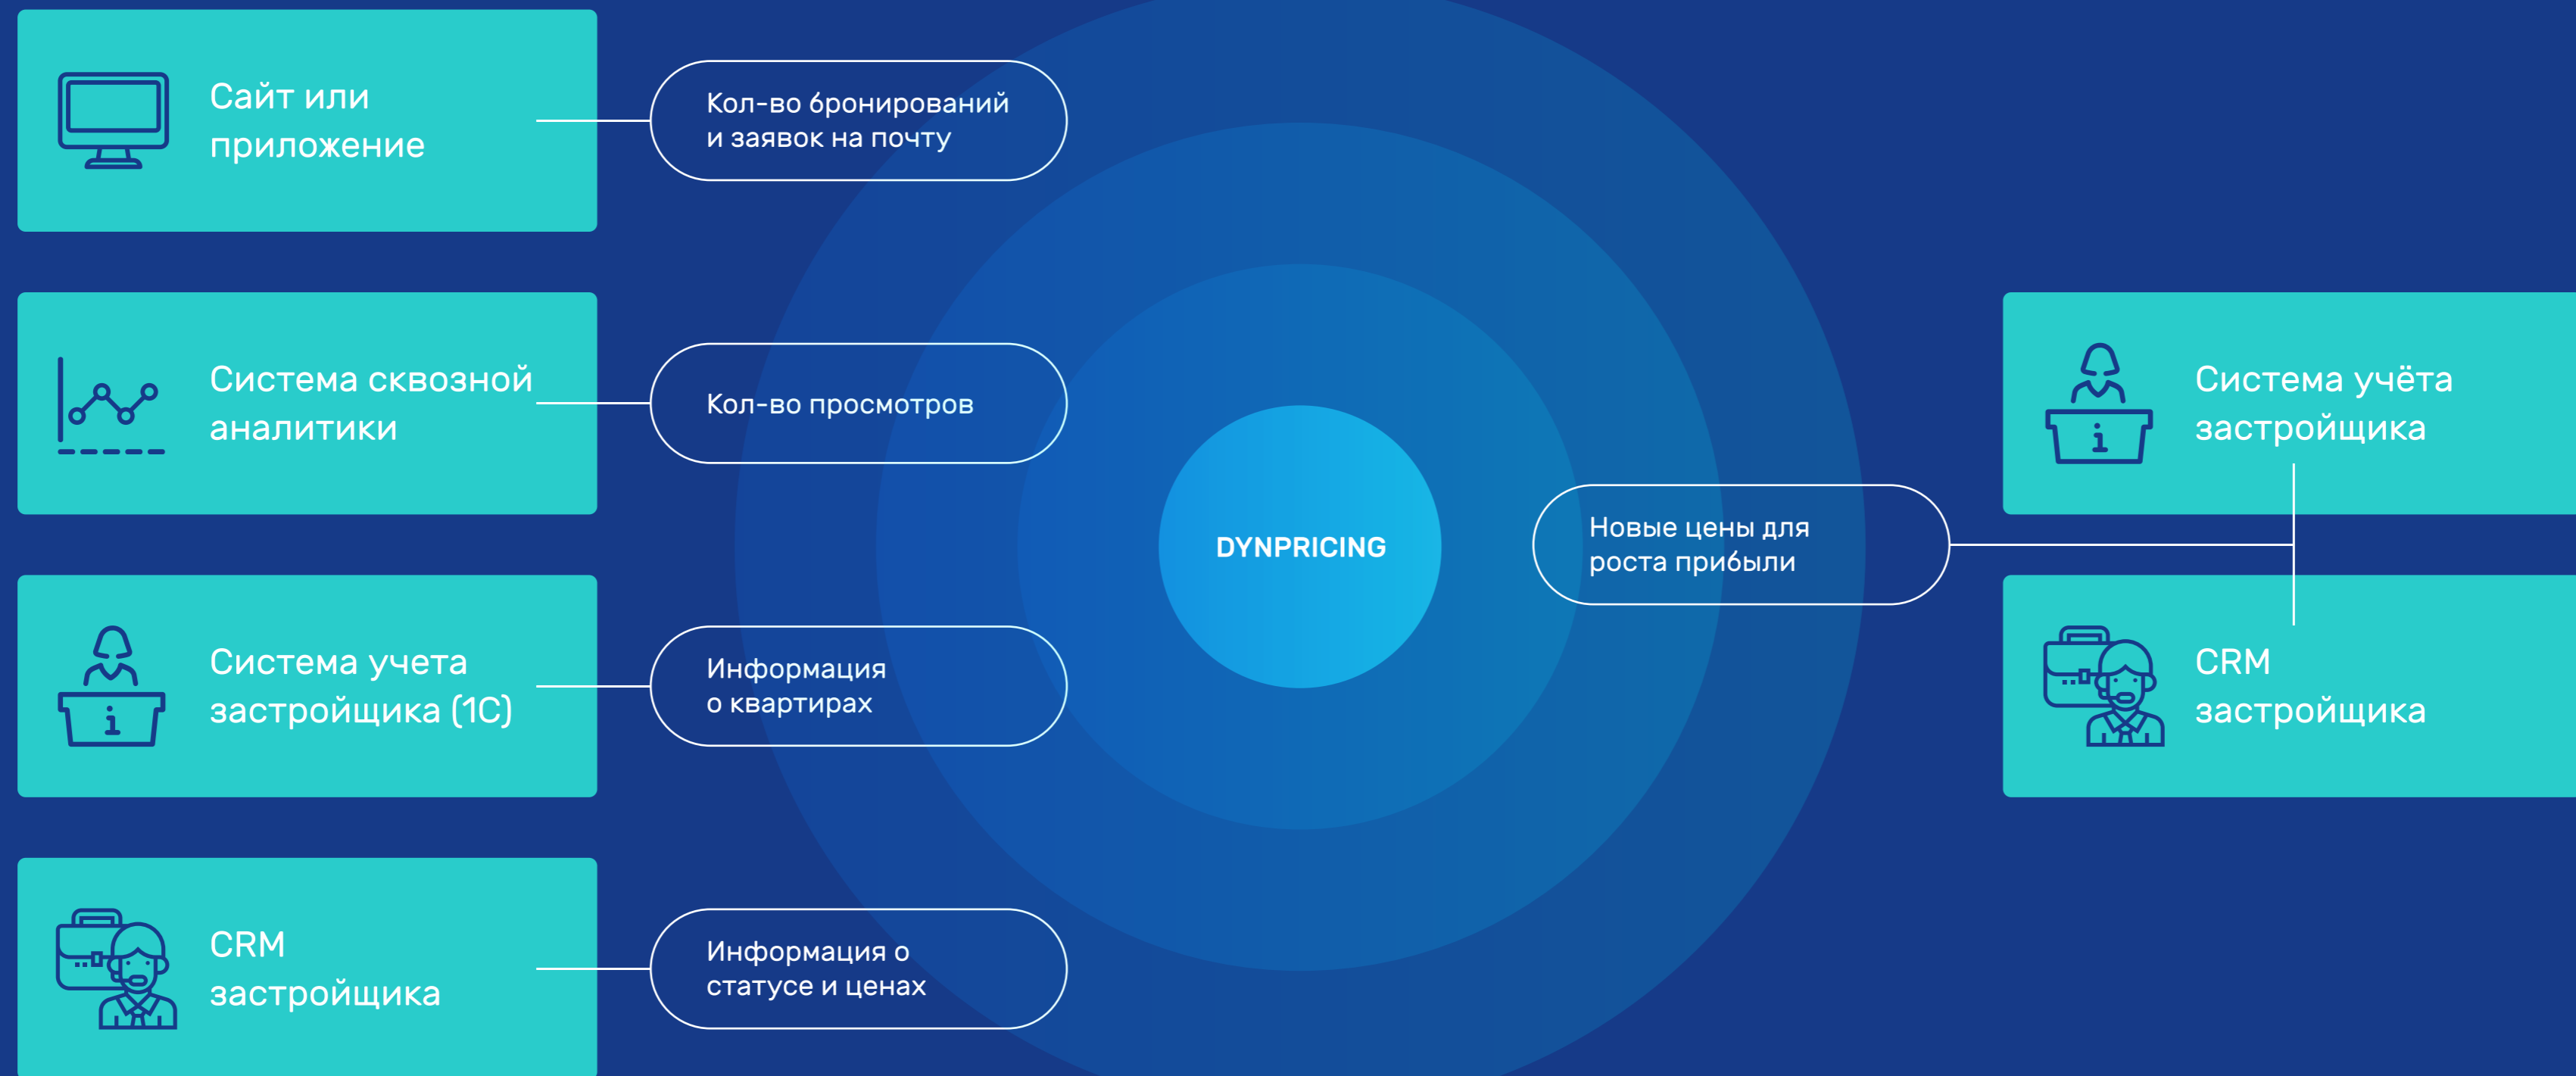 Сайт или
приложение
Кол-во бронирований
и заявок на почту
Система сквозной
аналитики
Кол-во просмотров
Система учета
застройщика (1С)
Информация
о квартирах
CRM
застройщика
Информация о
статусе и ценах
DYNPRICING
Новые цены для
роста прибыли
Система учёта
застройщика
CRM
застройщика